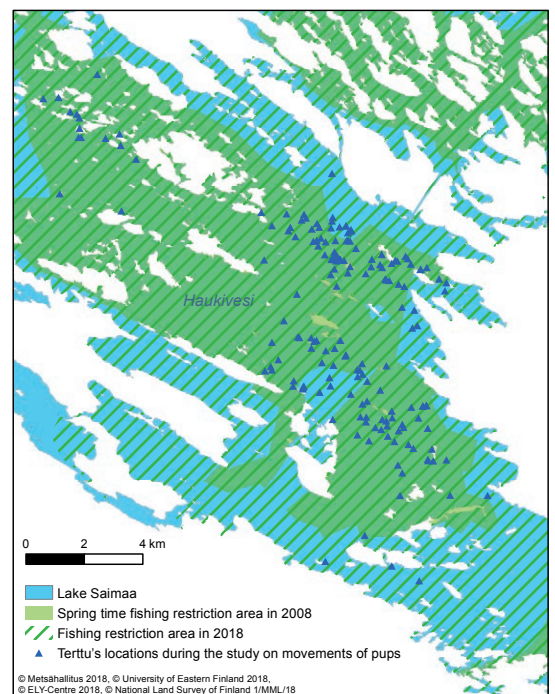 Haukivesi
0 2 4 km
Lake Saimaa
Spring time fishing restriction area in 2008
Fishing restriction area in 2018
Terttu's locations during the study on movements of pups
© Metsähallitus 2018, © University of Eastern Finland 2018,
© ELY-Centre 2018, © National Land Survey of Finland 1/MML/18